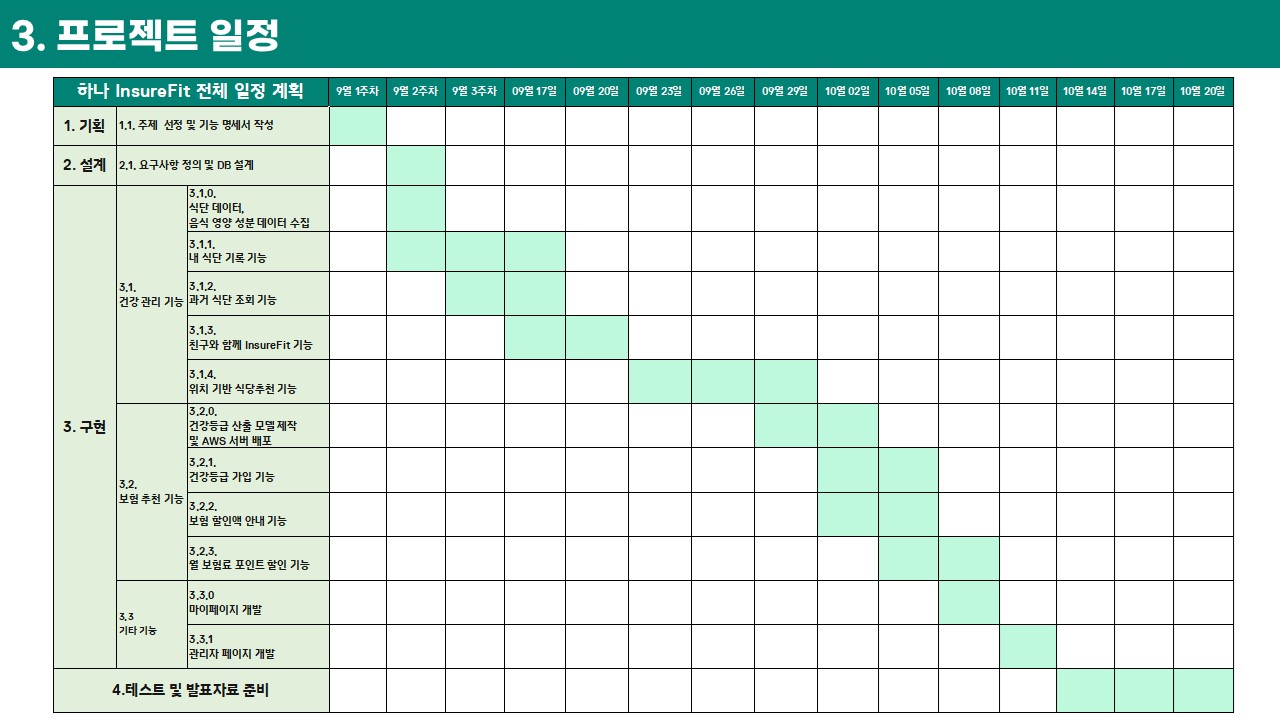 3. 프로젝트 일정
하나 InsureFit 전체 일정 계획
9월 1주차
9월 2주차
9월 3주차
09월 17일
09월 20일
09월 23일
09월 26일
09월 29일
10월 02일
10월 05일
10월 08일
10월 11일
10월 14일
10월 17일
10월 20일
1. 기획
1.1. 주제 선정 및 기능 명세서 작성
2. 설계
2.1. 요구사항 정의 및 DB 설계
3. 구현
3.1.
건강 관리 기능
3.1.0.
식단 데이터,
음식 영양 성분 데이터 수집
3.1.1.
내 식단 기록 기능
3.1.2.
과거 식단 조회 기능
3.1.3.
친구와 함께 InsureFit 기능
3.1.4.
위치 기반 식당추천 기능
3.2.
보험 추천 기능
3.2.0.
건강등급 산출 모델 제작
및 AWS 서버 배포
3.2.1.
건강등급 가입 기능
3.2.2.
보험 할인액 안내 기능
3.2.3.
월 보험료 포인트 할인 기능
3.3
기타 기능
3.3.0
마이페이지 개발
3.3.1
관리자 페이지 개발
4.테스트 및 발표자료 준비